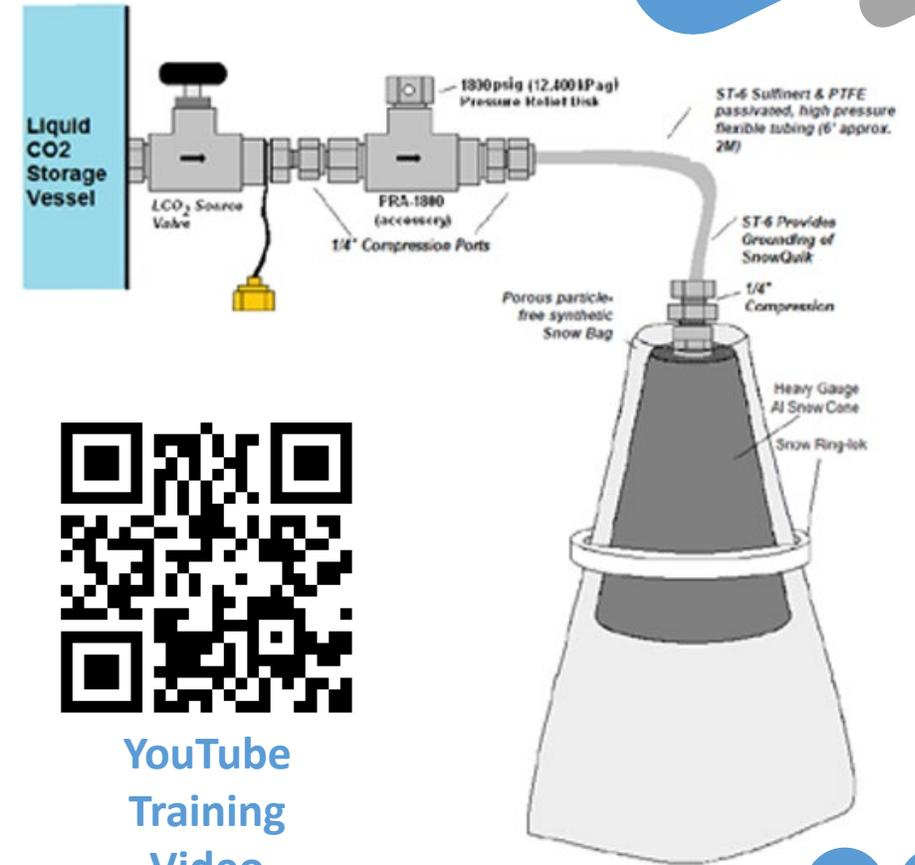 Liquid
CO2
Storage
Vessel
LCO2 Source
Valve
1800psig (12,400kPag)
Pressure Relief Disk
PRA-1800
(accessory)
1/4" Compression Ports
ST-6 Sulfinert & PTFE
passivated, high pressure
flexible tubing (6' approx.
2M)
ST-6 Provides
Grounding of
SnowQuik
1/4"
Compression
Porous particle-
free synthetic
Snow Bag
Heavy Gauge
Al Snow Cone
Snow Ring-lok
YouTube
Training
Video